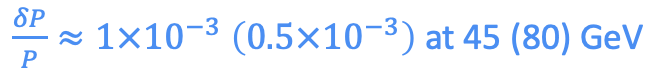 δP/P ≈ 1×10⁻³ (0.5×10⁻³) at 45 (80) GeV